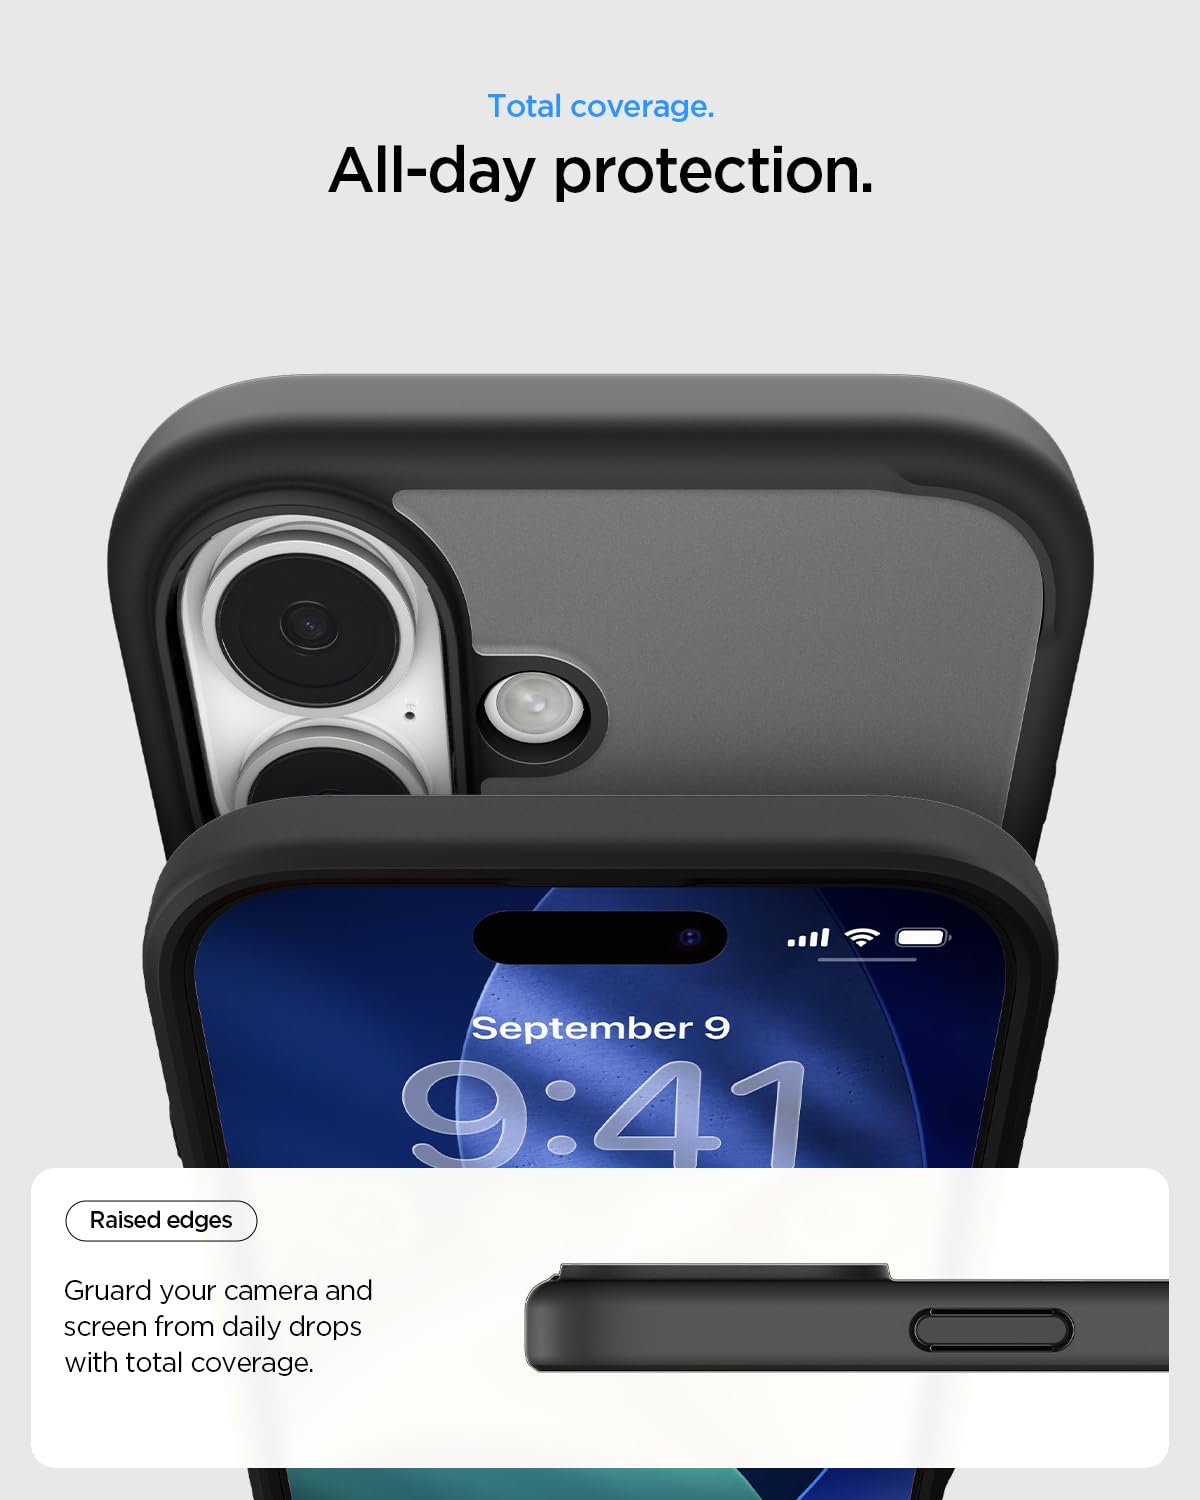 Total coverage.
All-day protection.
September 9
9:41
Raised edges
Gruard your camera and
screen from daily drops
with total coverage.